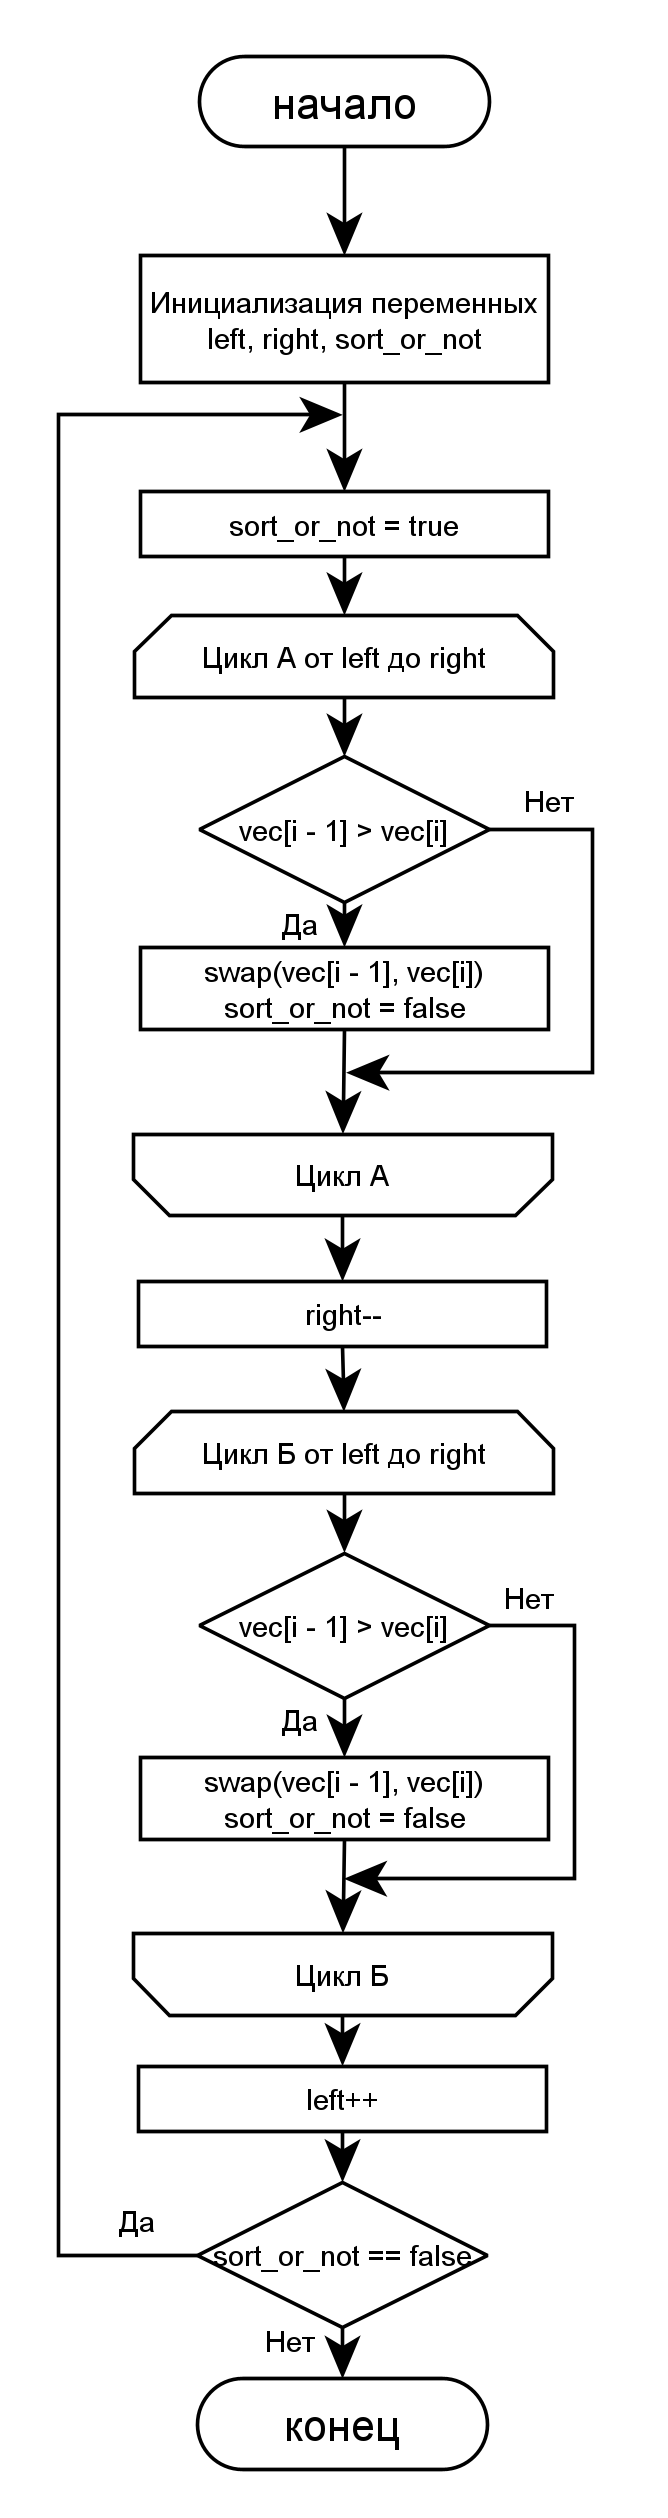 начало
Инициализация переменных
left, right, sort_or_not
sort_or_not = true
Цикл А от left до right
vec[i - 1] > vec[i]
Нет
Да
swap(vec[i - 1], vec[i])
sort_or_not = false
Цикл А
right--
Цикл Б от left до right
vec[i - 1] > vec[i]
Нет
Да
swap(vec[i - 1], vec[i])
sort_or_not = false
Цикл Б
left++
Да
sort_or_not == false
Нет
конец